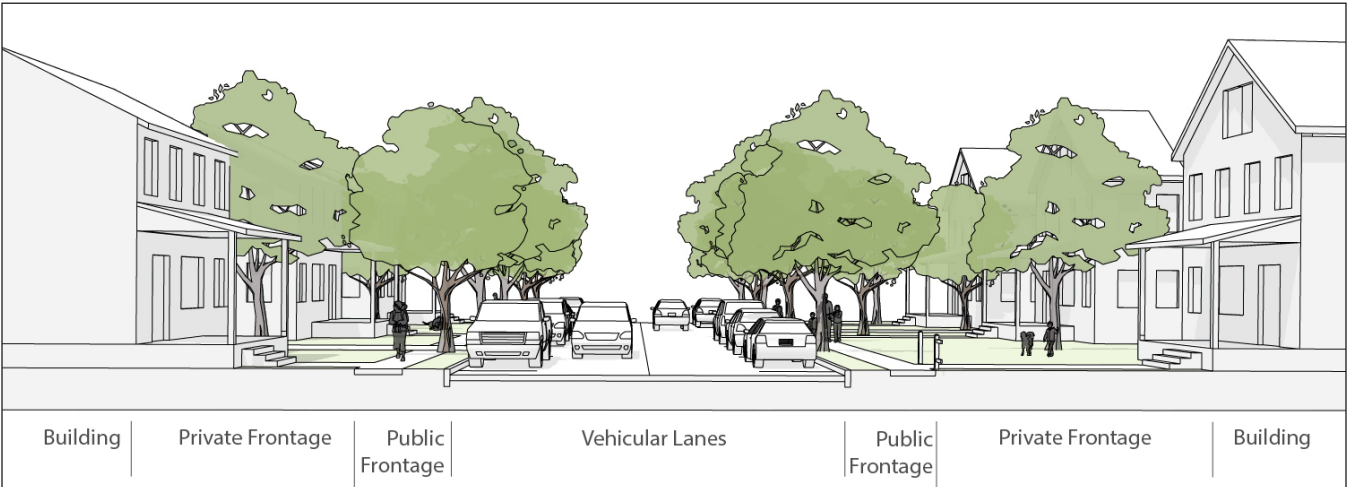 Building
Private Frontage
Public
Frontage
Vehicular Lanes
Public
Frontage
Private Frontage
Building